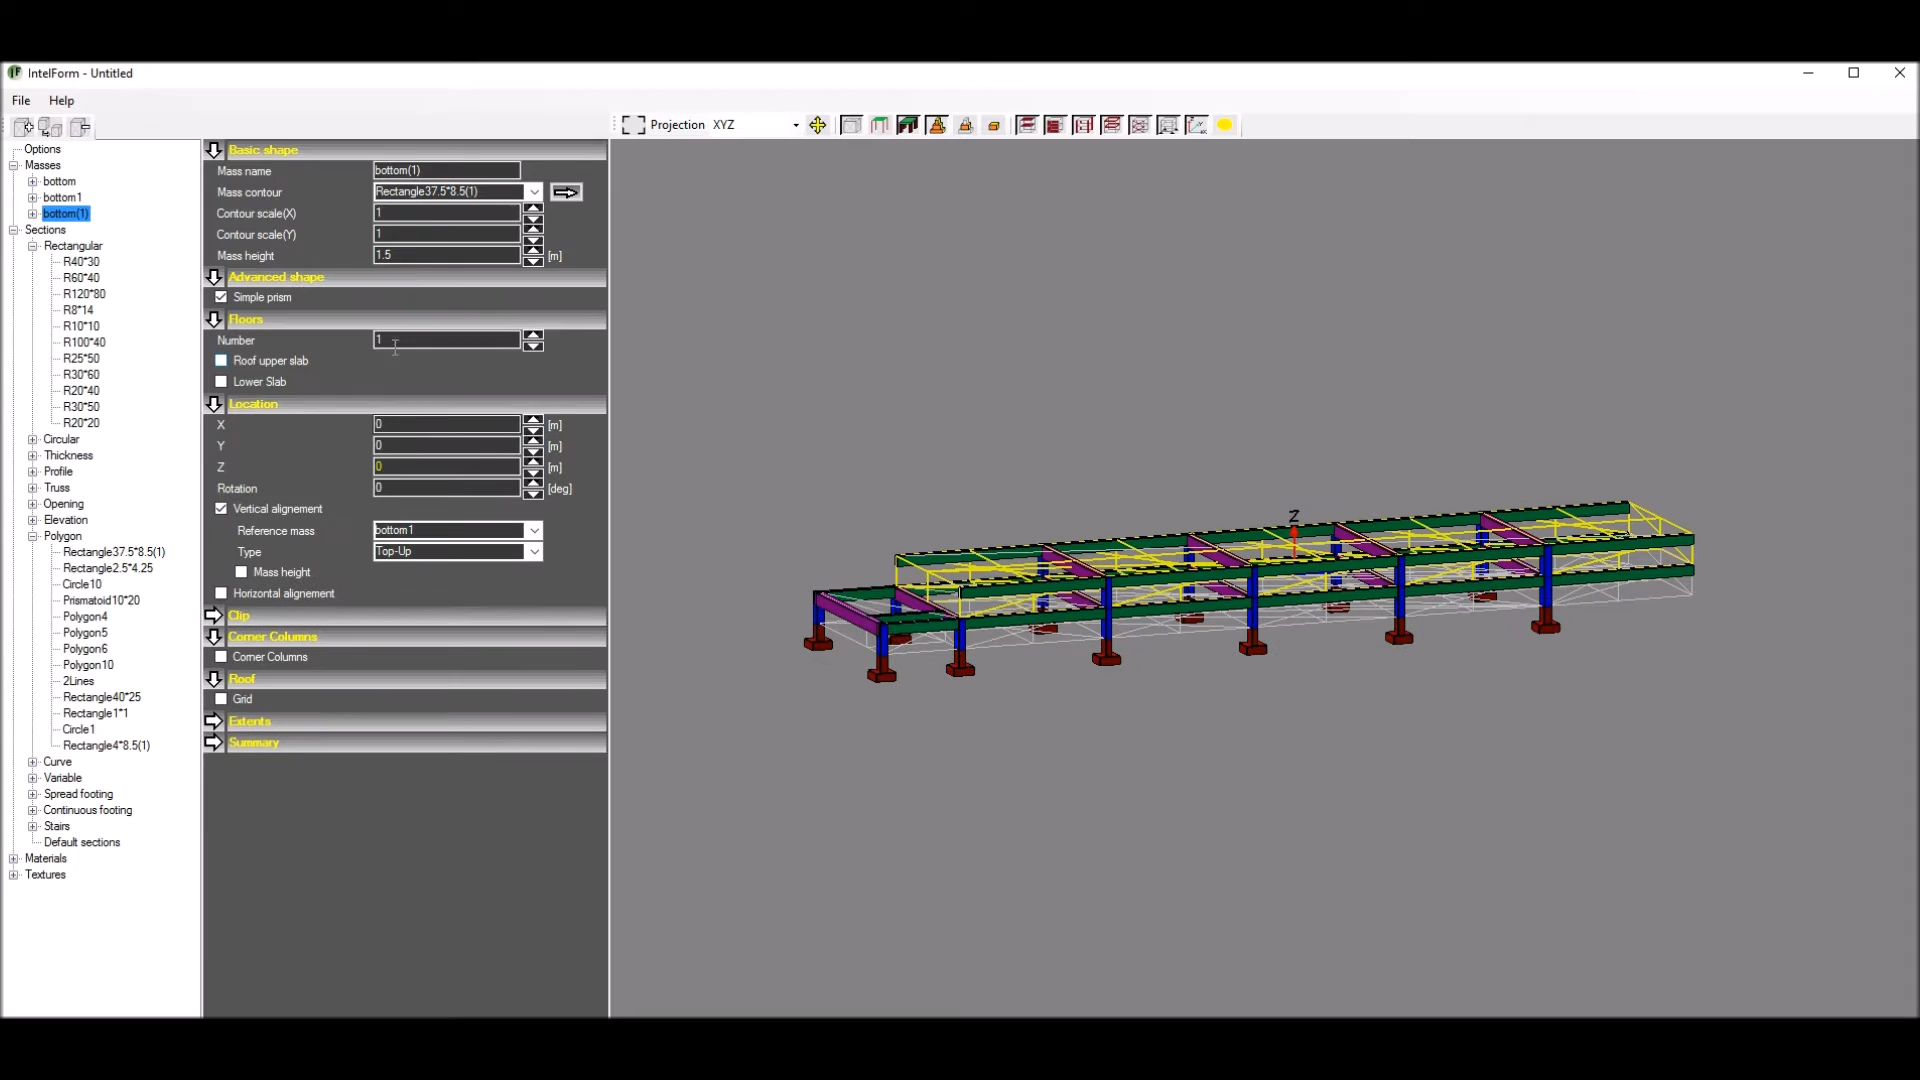 IntelForm - Untitled
File Help
Projection XYZ
Options
Masses
bottom
bottom1
bottom(1)
Sections
Rectangular
R40*30
R60*40
R120*80
R8*14
R10*10
R100*40
R25*50
R30*60
R20*40
R30*50
R20*20
Circular
Thickness
Profile
Truss
Opening
Elevation
Polygon
Rectangle37.5*8.5(1)
Rectangle2.5*4.25
Circle10
Prismatoid10*20
Polygon4
Polygon5
Polygon6
Polygon10
2Lines
Rectangle40*25
Rectangle1*1
Circle1
Rectangle4*8.5(1)
Curve
Variable
Spread footing
Continuous footing
Stairs
Default sections
Materials
Textures
Basic shape
Mass name bottom(1)
Mass contour Rectangle37.5*8.5(1)
Contour scale(X) 1
Contour scale(Y) 1
Mass height 1.5 [m]
Advanced shape
Simple prism
Floors
Number 1
Roof upper slab
Lower Slab
Location
X 0 [m]
Y 0 [m]
Z 0 [m]
Rotation 0 [deg]
Vertical alignement
Reference mass bottom1
Type Top-Up
Mass height
Horizontal alignement
Clip
Corner Columns
Corner Columns
Roof
Grid
Extents
Summary
Z